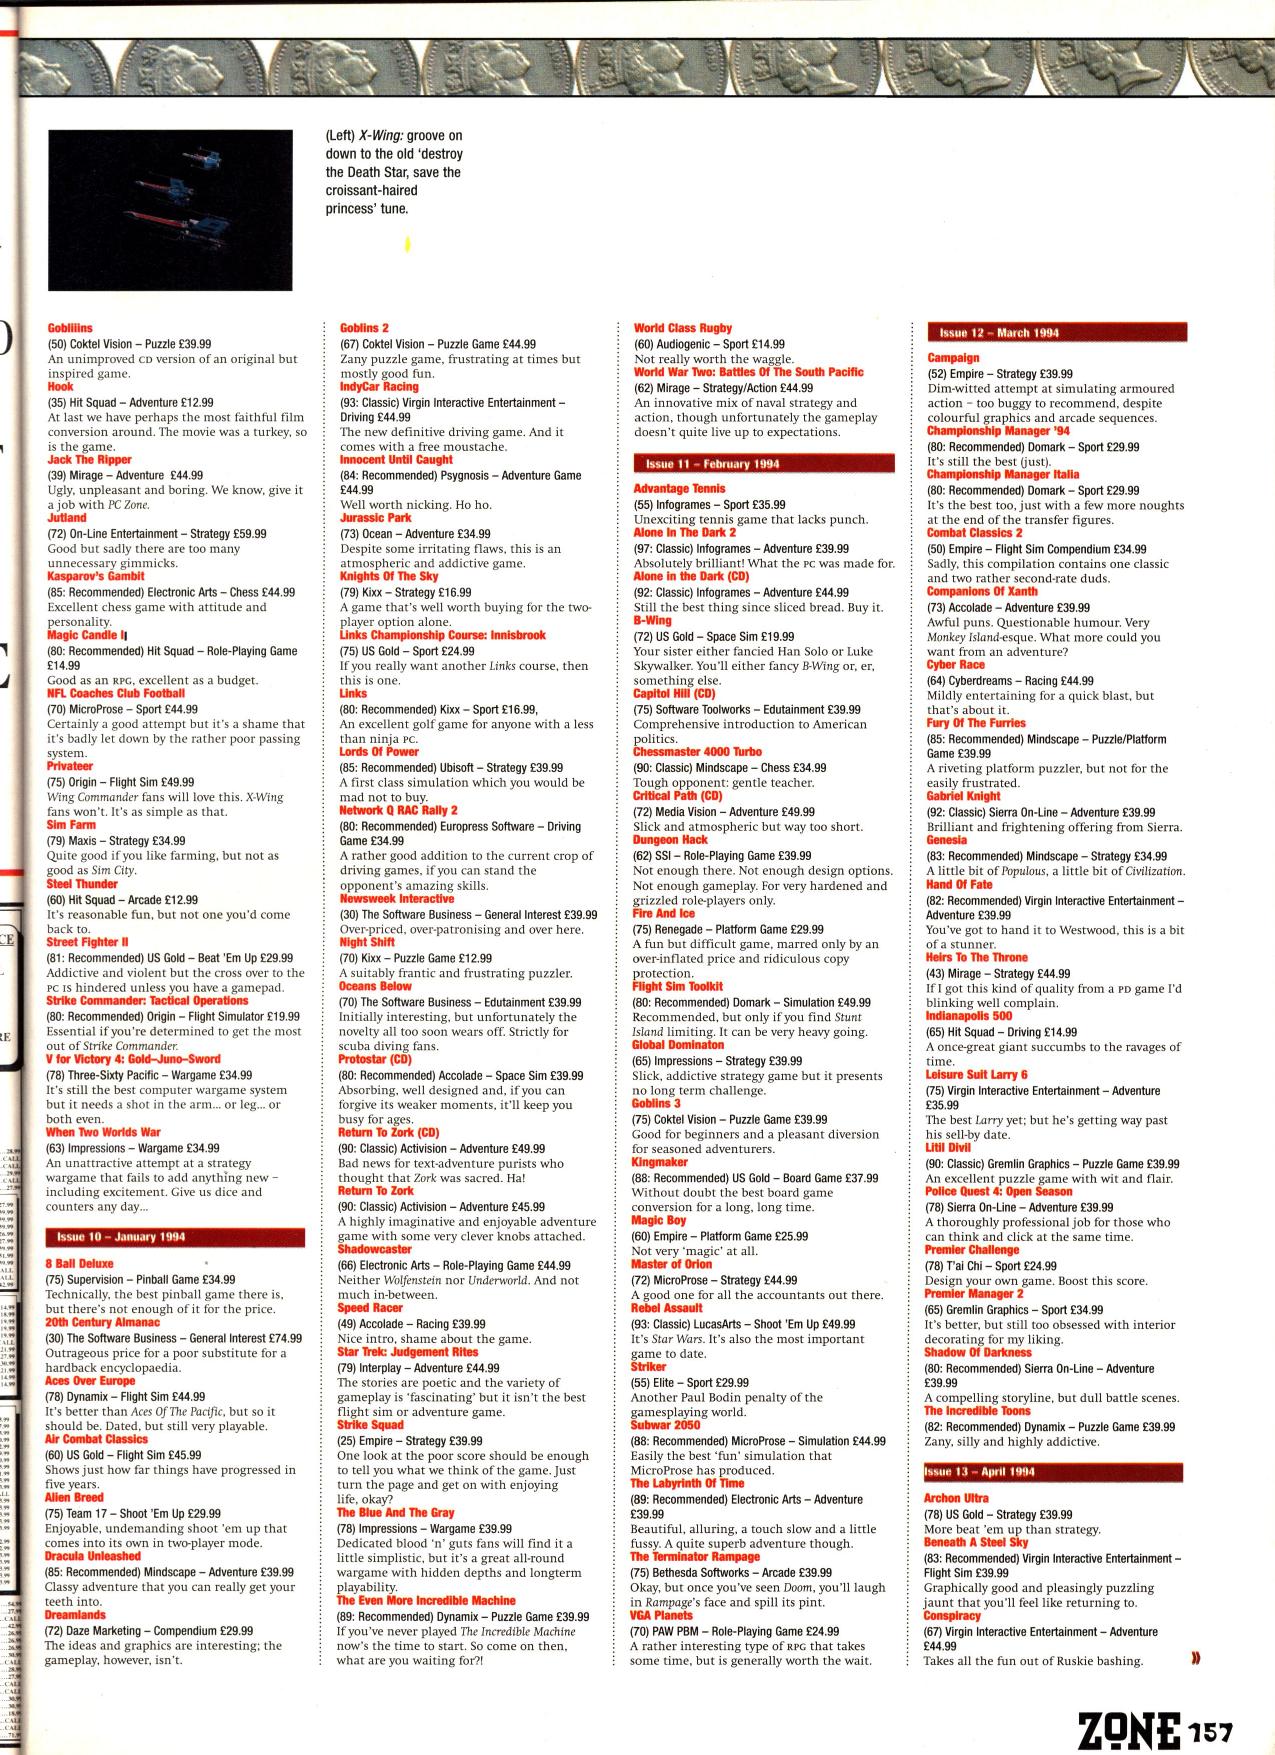 (Left) X-Wing: groove on
down to the old ‘destroy
the Death Star, save the
croissant-haired
princess’ tune.
Gobliiins
(50) Coktel Vision – Puzzle £39.99
An unimproved CD version of an original but
inspired game.
Hook
(35) Hit Squad – Adventure £12.99
At last we have perhaps the most faithful film
conversion around. The movie was a turkey, so
is the game.
Jack The Ripper
(39) Mirage – Adventure £44.99
Ugly, unpleasant and boring. We know, give it
a job with PC Zone.
Jutland
(72) On-Line Entertainment – Strategy £59.99
Good but sadly there are too many
unnecessary gimmicks.
Kasparov's Gambit
(85: Recommended) Electronic Arts – Chess £44.99
Excellent chess game with attitude and
personality.
Magic Candle II
(80: Recommended) Hit Squad – Role-Playing Game
£14.99
Good as an RPG, excellent as a budget.
NFL Coaches Club Football
(70) MicroProse – Sport £44.99
Certainly a good attempt but it's a shame that
it's badly let down by the rather poor passing
system.
Privateer
(75) Origin – Flight Sim £49.99
Wing Commander fans will love this. X-Wing
fans won't. It's as simple as that.
Sim Farm
(79) Maxis – Strategy £34.99
Quite good if you like farming, but not as
good as Sim City.
Steel Thunder
(60) Hit Squad – Arcade £12.99
It's reasonable fun, but not one you'd come
back to.
Street Fighter II
(81: Recommended) US Gold – Beat 'Em Up £29.99
Addictive and violent but the cross over to the
PC IS hindered unless you have a gamepad.
Strike Commander: Tactical Operations
(80: Recommended) Origin – Flight Simulator £19.99
Essential if you're determined to get the most
out of Strike Commander.
V for Victory 4: Gold–Juno–Sword
(78) Three-Sixty Pacific – Wargame £34.99
It's still the best computer wargame system
but it needs a shot in the arm... or leg... or
both even.
When Two Worlds War
(63) Impressions – Wargame £34.99
An unattractive attempt at a strategy
wargame that fails to add anything new –
including excitement. Give us dice and
counters any day...
Issue 10 – January 1994
8 Ball Deluxe
(75) Supervision – Pinball Game £34.99
Technically, the best pinball game there is,
but there's not enough of it for the price.
20th Century Almanac
(30) The Software Business – General Interest £74.99
Outrageous price for a poor substitute for a
hardback encyclopaedia.
Aces Over Europe
(78) Dynamix – Flight Sim £44.99
It's better than Aces Of The Pacific, but so it
should be. Dated, but still very playable.
Air Combat Classics
(60) US Gold – Flight Sim £45.99
Shows just how far things have progressed in
five years.
Alien Breed
(75) Team 17 – Shoot 'Em Up £29.99
Enjoyable, undemanding shoot 'em up that
comes into its own in two-player mode.
Dracula Unleashed
(85: Recommended) Mindscape – Adventure £39.99
Classy adventure that you can really get your
teeth into.
Dreamlands
(72) Daze Marketing – Compendium £29.99
The ideas and graphics are interesting; the
gameplay, however, isn't.
Goblins 2
(67) Coktel Vision – Puzzle Game £44.99
Zany puzzle game, frustrating at times but
mostly good fun.
IndyCar Racing
(93: Classic) Virgin Interactive Entertainment –
Driving £44.99
The new definitive driving game. And it
comes with a free moustache.
Innocent Until Caught
(84: Recommended) Psygnosis – Adventure Game
£44.99
Well worth nicking. Ho ho.
Jurassic Park
(73) Ocean – Adventure £34.99
Despite some irritating flaws, this is an
atmospheric and addictive game.
Knights Of The Sky
(79) Kixx – Strategy £16.99
A game that's well worth buying for the two-
player option alone.
Links Championship Course: Innisbrook
(75) US Gold – Sport £24.99
If you really want another Links course, then
this is one.
Links
(80: Recommended) Kixx – Sport £16.99,
An excellent golf game for anyone with a less
than ninja PC.
Lords Of Power
(85: Recommended) Ubisoft – Strategy £39.99
A first class simulation which you would be
mad not to buy.
Network Q RAC Rally 2
(80: Recommended) Europress Software – Driving
Game £34.99
A rather good addition to the current crop of
driving games, if you can stand the
opponent's amazing skills.
Newsweek Interactive
(30) The Software Business – General Interest £39.99
Over-priced, over-patronising and over here.
Night Shift
(70) Kixx – Puzzle Game £12.99
A suitably frantic and frustrating puzzler.
Oceans Below
(70) The Software Business – Edutainment £39.99
Initially interesting, but unfortunately the
novelty all too soon wears off. Strictly for
scuba diving fans.
Protostar (CD)
(80: Recommended) Accolade – Space Sim £39.99
Absorbing, well designed and, if you can
forgive its weaker moments, it'll keep you
busy for ages.
Return To Zork (CD)
(90: Classic) Activision – Adventure £49.99
Bad news for text-adventure purists who
thought that Zork was sacred. Ha!
Return To Zork
(90: Classic) Activision – Adventure £45.99
A highly imaginative and enjoyable adventure
game with some very clever knobs attached.
Shadowcaster
(66) Electronic Arts – Role-Playing Game £44.99
Neither Wolfenstein nor Underworld. And not
much in-between.
Speed Racer
(49) Accolade – Racing £39.99
Nice intro, shame about the game.
Star Trek: Judgement Rites
(79) Interplay – Adventure £44.99
The stories are poetic and the variety of
gameplay is ‘fascinating’ but it isn't the best
flight sim or adventure game.
Strike Squad
(25) Empire – Strategy £39.99
One look at the poor score should be enough
to tell you what we think of the game. Just
turn the page and get on with enjoying
life, okay?
The Blue And The Gray
(78) Impressions – Wargame £39.99
Dedicated blood 'n' guts fans will find it a
little simplistic, but it's a great all-round
wargame with hidden depths and longterm
playability.
The Even More Incredible Machine
(89: Recommended) Dynamix – Puzzle Game £39.99
If you've never played The Incredible Machine
now's the time to start. So come on then,
what are you waiting for?!
World Class Rugby
(60) Audiogenic – Sport £14.99
Not really worth the waggle.
World War Two: Battles Of The South Pacific
(62) Mirage – Strategy/Action £44.99
An innovative mix of naval strategy and
action, though unfortunately the gameplay
doesn't quite live up to expectations.
Issue 11 – February 1994
Advantage Tennis
(55) Infogrames – Sport £35.99
Unexciting tennis game that lacks punch.
Alone In The Dark 2
(97: Classic) Infogrames – Adventure £39.99
Absolutely brilliant! What the PC was made for.
Alone in the Dark (CD)
(92: Classic) Infogrames – Adventure £44.99
Still the best thing since sliced bread. Buy it.
B-Wing
(72) US Gold – Space Sim £19.99
Your sister either fancied Han Solo or Luke
Skywalker. You'll either fancy B-Wing or, er,
something else.
Capitol Hill (CD)
(75) Software Toolworks – Edutainment £39.99
Comprehensive introduction to American
politics.
Chessmaster 4000 Turbo
(90: Classic) Mindscape – Chess £34.99
Tough opponent: gentle teacher.
Critical Path (CD)
(72) Media Vision – Adventure £49.99
Slick and atmospheric but way too short.
Dungeon Hack
(62) SSI – Role-Playing Game £39.99
Not enough there. Not enough design options.
Not enough gameplay. For very hardened and
grizzled role-players only.
Fire And Ice
(75) Renegade – Platform Game £29.99
A fun but difficult game, marred only by an
over-inflated price and ridiculous copy
protection.
Flight Sim Toolkit
(80: Recommended) Domark – Simulation £49.99
Recommended, but only if you find Stunt
Island limiting. It can be very heavy going.
Global Dominaton
(65) Impressions – Strategy £39.99
Slick, addictive strategy game but it presents
no long term challenge.
Goblins 3
(75) Coktel Vision – Puzzle Game £39.99
Good for beginners and a pleasant diversion
for seasoned adventurers.
Kingmaker
(88: Recommended) US Gold – Board Game £37.99
Without doubt the best board game
conversion for a long, long time.
Magic Boy
(60) Empire – Platform Game £25.99
Not very ‘magic’ at all.
Master of Orion
(72) MicroProse – Strategy £44.99
A good one for all the accountants out there.
Rebel Assault
(93: Classic) LucasArts – Shoot 'Em Up £49.99
It's Star Wars. It's also the most important
game to date.
Striker
(55) Elite – Sport £29.99
Another Paul Bodin penalty of the
gamesplaying world.
Subwar 2050
(88: Recommended) MicroProse – Simulation £44.99
Easily the best ‘fun’ simulation that
MicroProse has produced.
The Labyrinth Of Time
(89: Recommended) Electronic Arts – Adventure
£39.99
Beautiful, alluring, a touch slow and a little
fussy. A quite superb adventure though.
The Terminator Rampage
(75) Bethesda Softworks – Arcade £39.99
Okay, but once you've seen Doom, you'll laugh
in Rampage's face and spill its pint.
VGA Planets
(70) PAW PBM – Role-Playing Game £24.99
A rather interesting type of RPG that takes
some time, but is generally worth the wait.
Issue 12 – March 1994
Campaign
(52) Empire – Strategy £39.99
Dim-witted attempt at simulating armoured
action – too buggy to recommend, despite
colourful graphics and arcade sequences.
Championship Manager '94
(80: Recommended) Domark – Sport £29.99
It's still the best (just).
Championship Manager Italia
(80: Recommended) Domark – Sport £29.99
It's the best too, just with a few more noughts
at the end of the transfer figures.
Combat Classics 2
(50) Empire – Flight Sim Compendium £34.99
Sadly, this compilation contains one classic
and two rather second-rate duds.
Companions Of Xanth
(73) Accolade – Adventure £39.99
Awful puns. Questionable humour. Very
Monkey Island-esque. What more could you
want from an adventure?
Cyber Race
(64) Cyberdreams – Racing £44.99
Mildly entertaining for a quick blast, but
that's about it.
Fury Of The Furries
(85: Recommended) Mindscape – Puzzle/Platform
Game £39.99
A riveting platform puzzler, but not for the
easily frustrated.
Gabriel Knight
(92: Classic) Sierra On-Line – Adventure £39.99
Brilliant and frightening offering from Sierra.
Genesia
(83: Recommended) Mindscape – Strategy £34.99
A little bit of Populous, a little bit of Civilization.
Hand Of Fate
(82: Recommended) Virgin Interactive Entertainment –
Adventure £39.99
You've got to hand it to Westwood, this is a bit
of a stunner.
Heirs To The Throne
(43) Mirage – Strategy £44.99
If I got this kind of quality from a PD game I'd
blinking well complain.
Indianapolis 500
(65) Hit Squad – Driving £14.99
A once-great giant succumbs to the ravages of
time.
Leisure Suit Larry 6
(75) Virgin Interactive Entertainment – Adventure
£35.99
The best Larry yet; but he's getting way past
his sell-by date.
Litil Divil
(90: Classic) Gremlin Graphics – Puzzle Game £39.99
An excellent puzzle game with wit and flair.
Police Quest 4: Open Season
(78) Sierra On-Line – Adventure £39.99
A thoroughly professional job for those who
can think and click at the same time.
Premier Challenge
(78) T'ai Chi – Sport £24.99
Design your own game. Boost this score.
Premier Manager 2
(65) Gremlin Graphics – Sport £34.99
It's better, but still too obsessed with interior
decorating for my liking.
Shadow Of Darkness
(80: Recommended) Sierra On-Line – Adventure
£39.99
A compelling storyline, but dull battle scenes.
The Incredible Toons
(82: Recommended) Dynamix – Puzzle Game £39.99
Zany, silly and highly addictive.
Issue 13 – April 1994
Archon Ultra
(78) US Gold – Strategy £39.99
More beat 'em up than strategy.
Beneath A Steel Sky
(83: Recommended) Virgin Interactive Entertainment –
Flight Sim £39.99
Graphically good and pleasingly puzzling
jaunt that you'll feel like returning to.
Conspiracy
(67) Virgin Interactive Entertainment – Adventure
£44.99
Takes all the fun out of Ruskie bashing.
ZONE 157